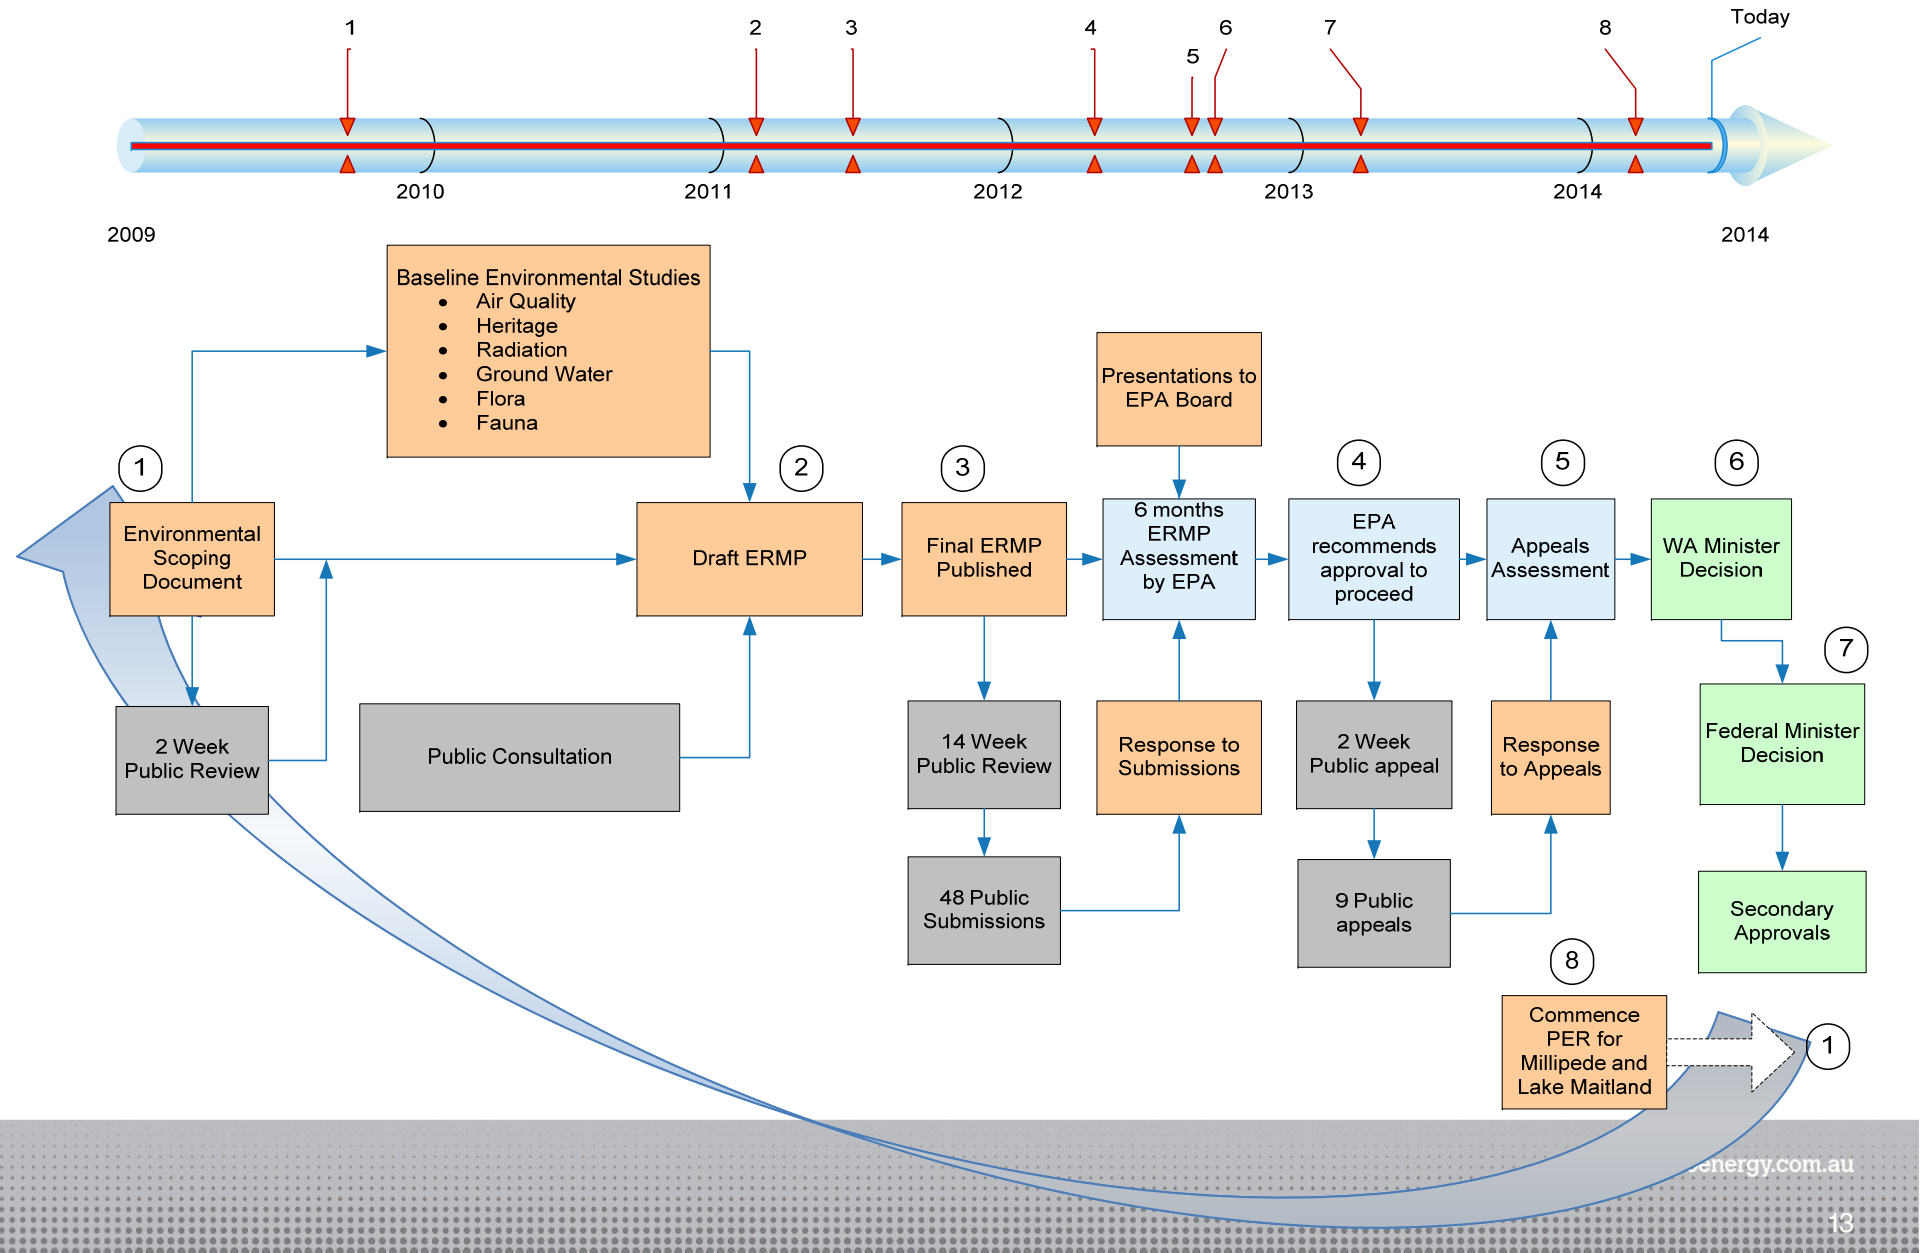 Today
1
2
3
4
5
6
7
8
2010
2011
2012
2013
2014
2009
2014
Baseline Environmental Studies
• Air Quality
• Heritage
• Radiation
• Ground Water
• Flora
• Fauna
Presentations to
EPA Board
1
2
3
4
5
6
Environmental
Scoping
Document
Draft ERMP
Final ERMP
Published
6 months
ERMP
Assessment
by EPA
EPA
recommends
approval to
proceed
Appeals
Assessment
WA Minister
Decision
7
2 Week
Public Review
Public Consultation
14 Week
Public Review
Response to
Submissions
2 Week
Public appeal
Response
to Appeals
Federal Minister
Decision
48 Public
Submissions
9 Public
appeals
Secondary
Approvals
8
Commence
PER for
Millipede and
Lake Maitland
1
energy.com.au
13